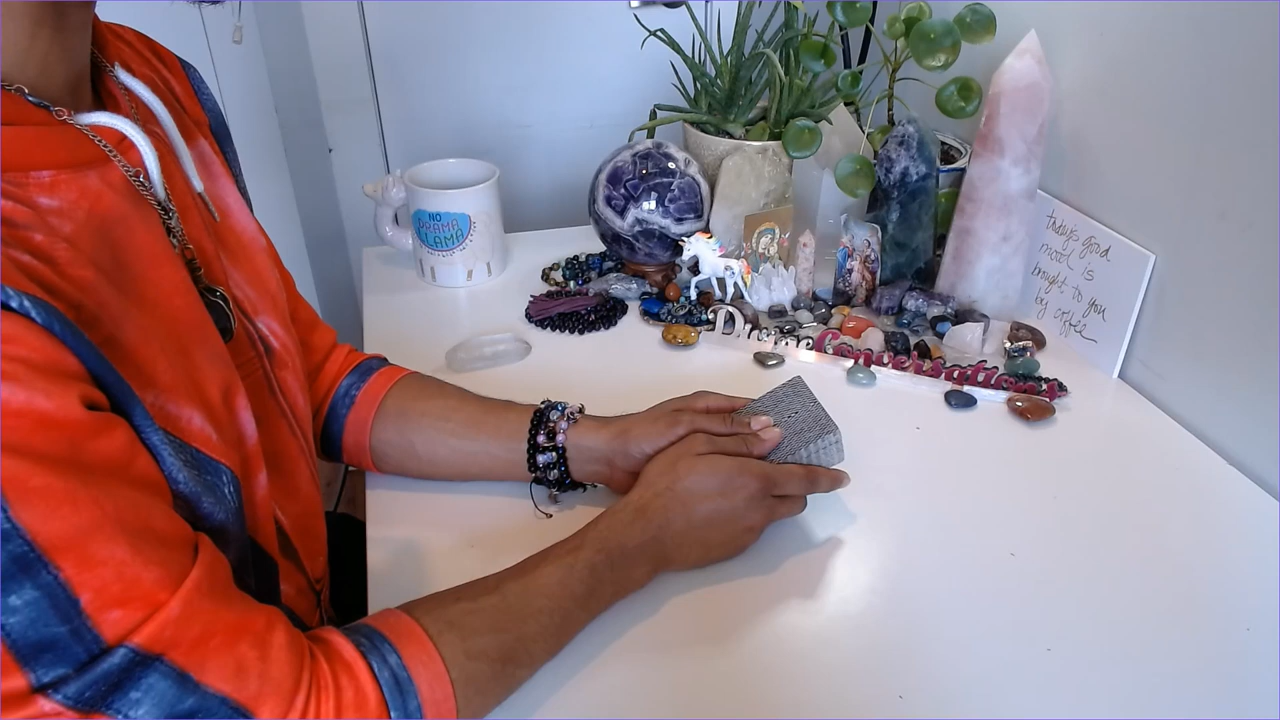 NO
DRAMA
LLAMA
Divine Conversations
today's good
mood is
brought to you
by coffee